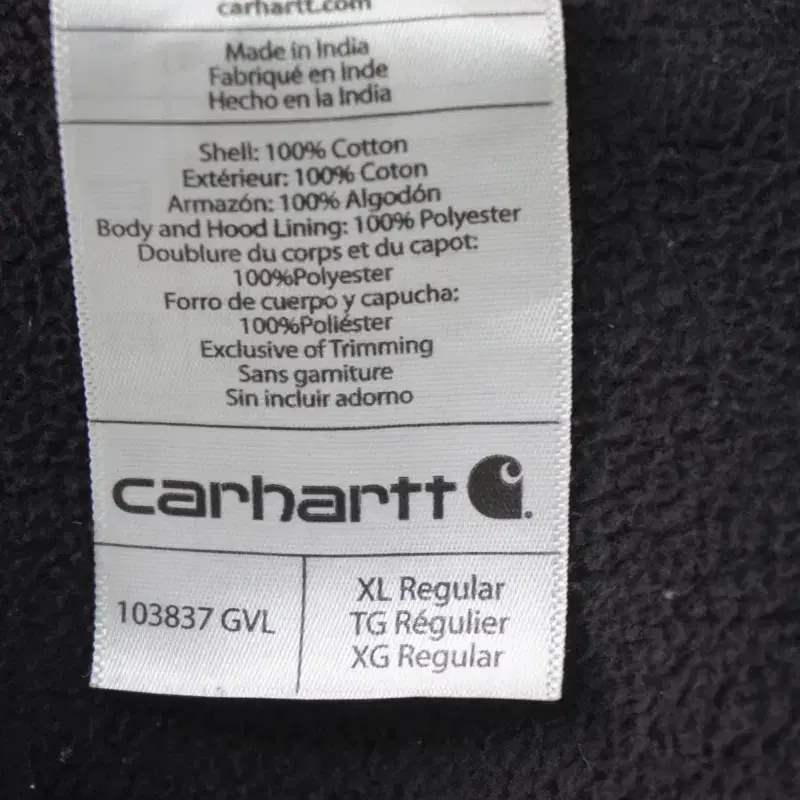 carhartt.com
Made in India
Fabriqué en Inde
Hecho en la India
Shell: 100% Cotton
Extérieur: 100% Coton
Armazón: 100% Algodón
Body and Hood Lining: 100% Polyester
Doublure du corps et du capot:
100%Polyester
Forro de cuerpo y capucha:
100%Poliéster
Exclusive of Trimming
Sans garniture
Sin incluir adorno
carhartt
103837 GVL
XL Regular
TG Régulier
XG Regular